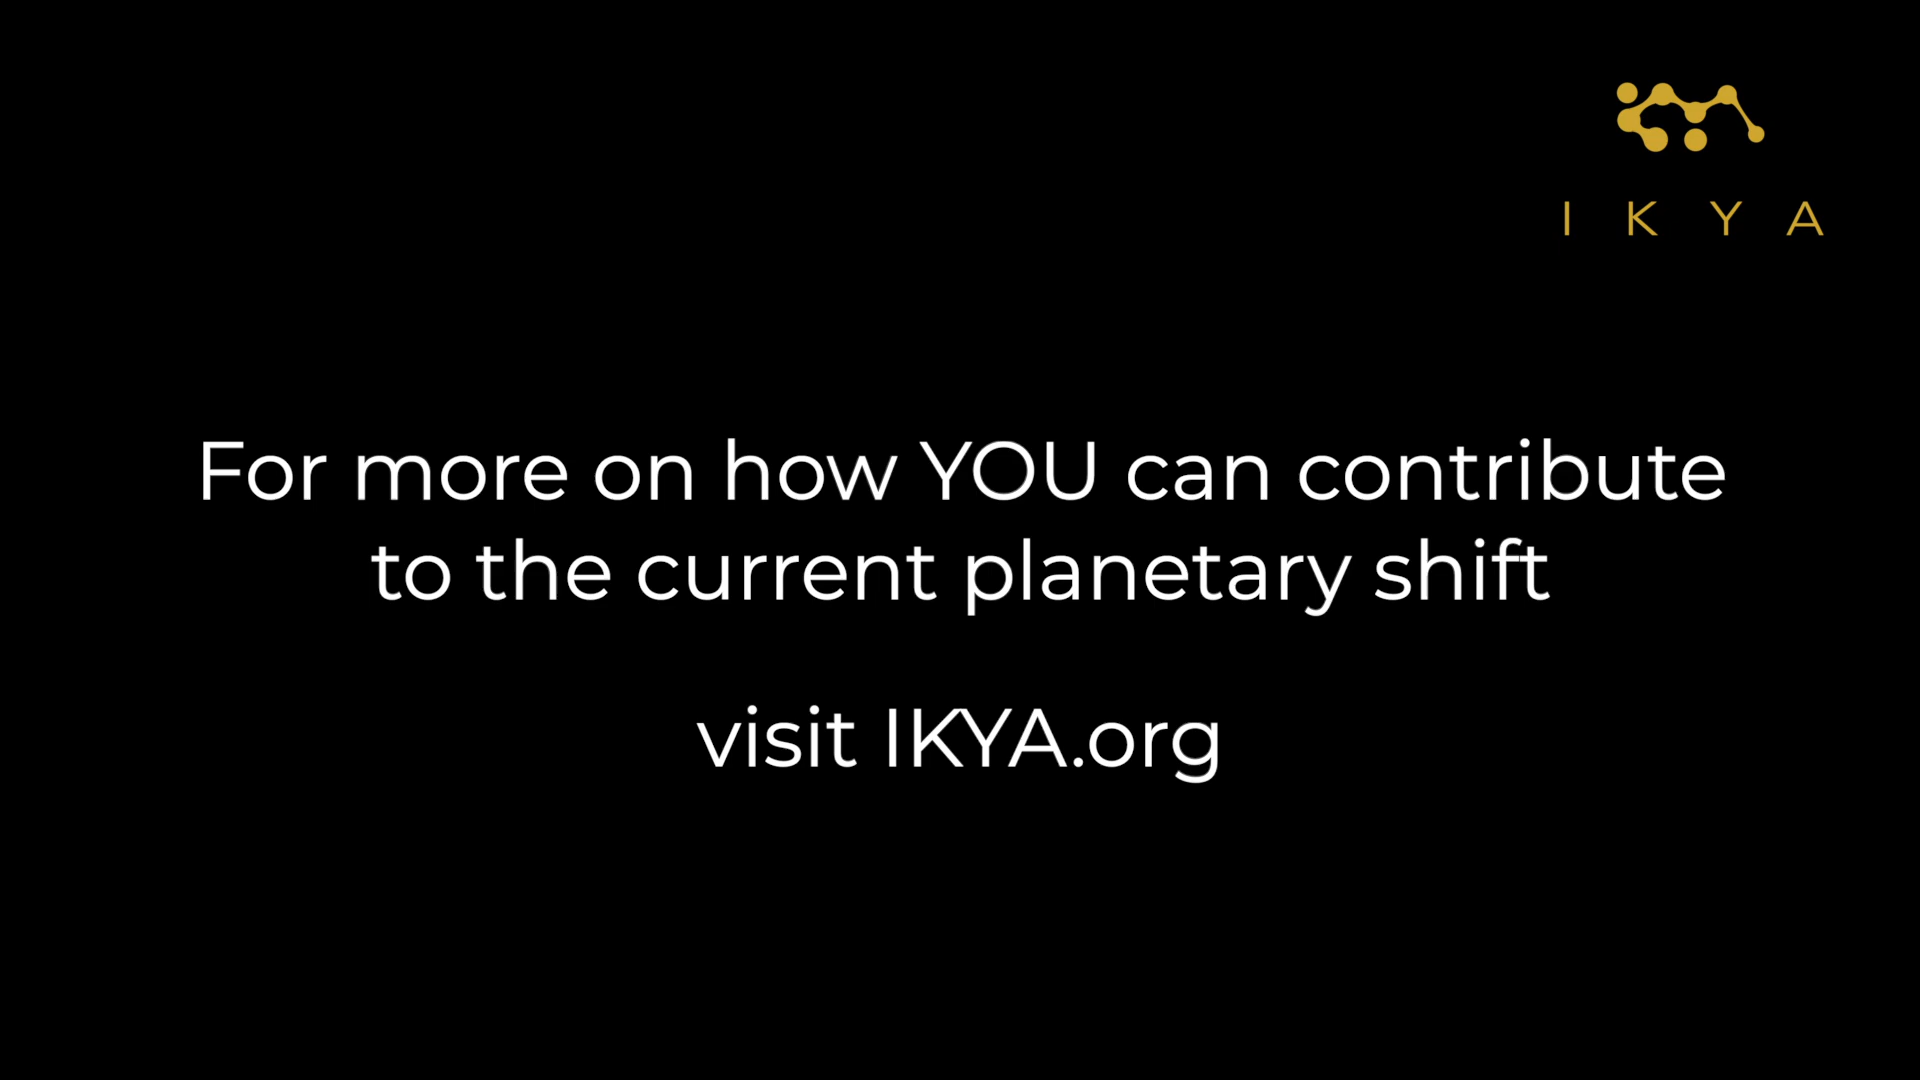 I K Y A
For more on how YOU can contribute
to the current planetary shift
visit IKYA.org